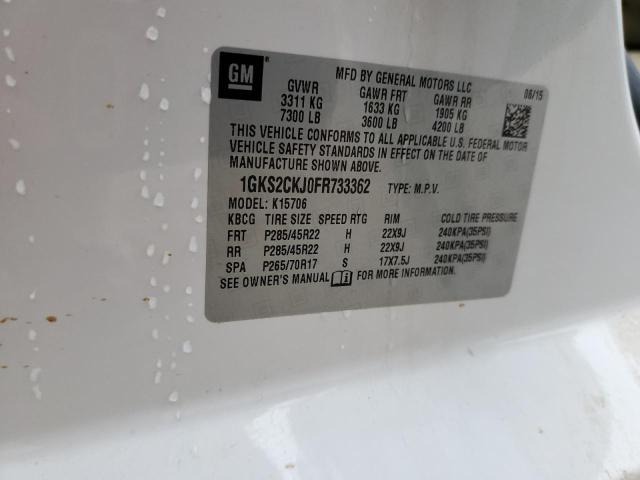 GM
MFD BY GENERAL MOTORS LLC
08/15
GVWR GAWR FRT GAWR RR
3311 KG 1633 KG 1905 KG
7300 LB 3600 LB 4200 LB
THIS VEHICLE CONFORMS TO ALL APPLICABLE U.S. FEDERAL MOTOR
VEHICLE SAFETY STANDARDS IN EFFECT ON THE DATE OF
MANUFACTURE SHOWN ABOVE.
1GKS2CKJ0FR733362 TYPE: M.P.V.
MODEL: K15706
KBCG TIRE SIZE SPEED RTG RIM COLD TIRE PRESSURE
FRT P285/45R22 H 22X9J 240KPA(35PSI)
RR P285/45R22 H 22X9J 240KPA(35PSI)
SPA P265/70R17 S 17X7.5J 240KPA(35PSI)
SEE OWNER'S MANUAL FOR MORE INFORMATION.